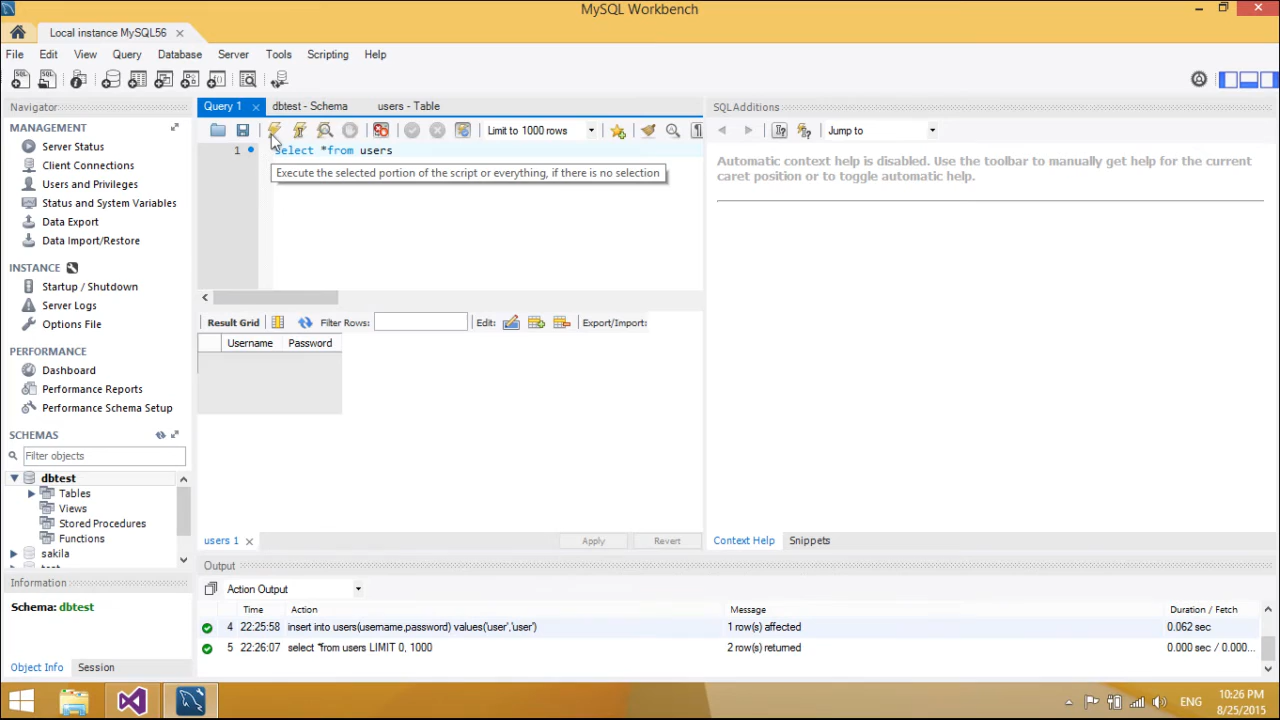 MySQL Workbench
Local instance MySQL56
File Edit View Query Database Server Tools Scripting Help
Navigator
MANAGEMENT
Server Status
Client Connections
Users and Privileges
Status and System Variables
Data Export
Data Import/Restore
INSTANCE
Startup / Shutdown
Server Logs
Options File
PERFORMANCE
Dashboard
Performance Reports
Performance Schema Setup
SCHEMAS
Filter objects
dbtest
Tables
Views
Stored Procedures
Functions
sakila
Information
Schema: dbtest
Object Info Session
Query 1 dbtest - Schema users - Table
Limit to 1000 rows
1 select *from users
Execute the selected portion of the script or everything, if there is no selection
Result Grid Filter Rows: Edit: Export/Import:
Username Password
users 1 Apply Revert
SQLAdditions
Jump to
Automatic context help is disabled. Use the toolbar to manually get help for the
current caret position or to toggle automatic help.
Context Help Snippets
Output
Action Output
Time Action Message Duration / Fetch
4 22:25:58 insert into users(username,password) values('user','user') 1 row(s) affected 0.062 sec
5 22:26:07 select *from users LIMIT 0, 1000 2 row(s) returned 0.000 sec / 0.000...
ENG
10:26 PM
8/25/2015